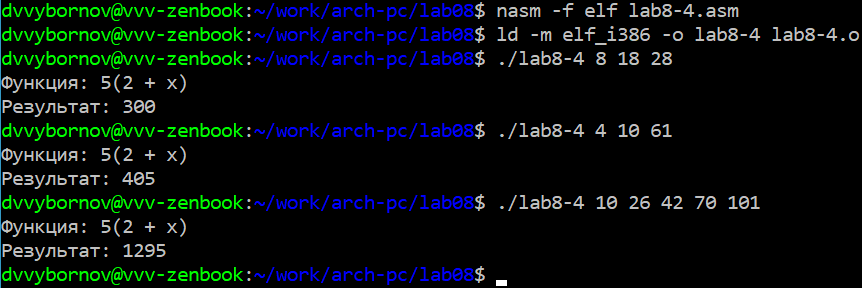 dvvybornov@vvv-zenbook:~/work/arch-pc/lab08$ nasm -f elf lab8-4.asm
dvvybornov@vvv-zenbook:~/work/arch-pc/lab08$ ld -m elf_i386 -o lab8-4 lab8-4.o
dvvybornov@vvv-zenbook:~/work/arch-pc/lab08$ ./lab8-4 8 18 28
Функция: 5(2 + x)
Результат: 300
dvvybornov@vvv-zenbook:~/work/arch-pc/lab08$ ./lab8-4 4 10 61
Функция: 5(2 + x)
Результат: 405
dvvybornov@vvv-zenbook:~/work/arch-pc/lab08$ ./lab8-4 10 26 42 70 101
Функция: 5(2 + x)
Результат: 1295
dvvybornov@vvv-zenbook:~/work/arch-pc/lab08$